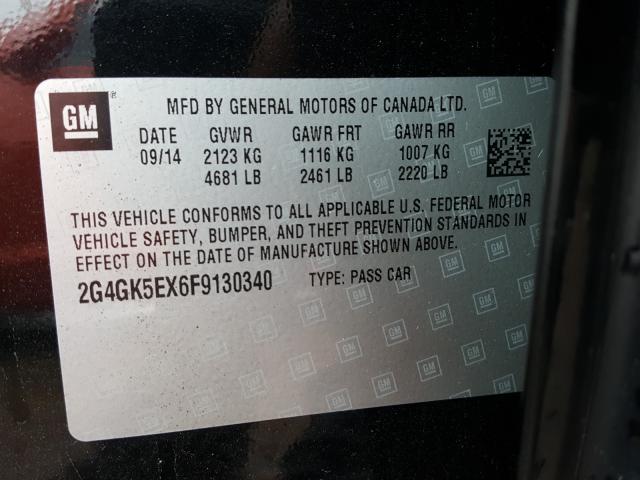 GM
MFD BY GENERAL MOTORS OF CANADA LTD.
DATE GVWR GAWR FRT GAWR RR
09/14 2123 KG 1116 KG 1007 KG
4681 LB 2461 LB 2220 LB
THIS VEHICLE CONFORMS TO ALL APPLICABLE U.S. FEDERAL MOTOR
VEHICLE SAFETY, BUMPER, AND THEFT PREVENTION STANDARDS IN
EFFECT ON THE DATE OF MANUFACTURE SHOWN ABOVE.
2G4GK5EX6F9130340 TYPE: PASS CAR